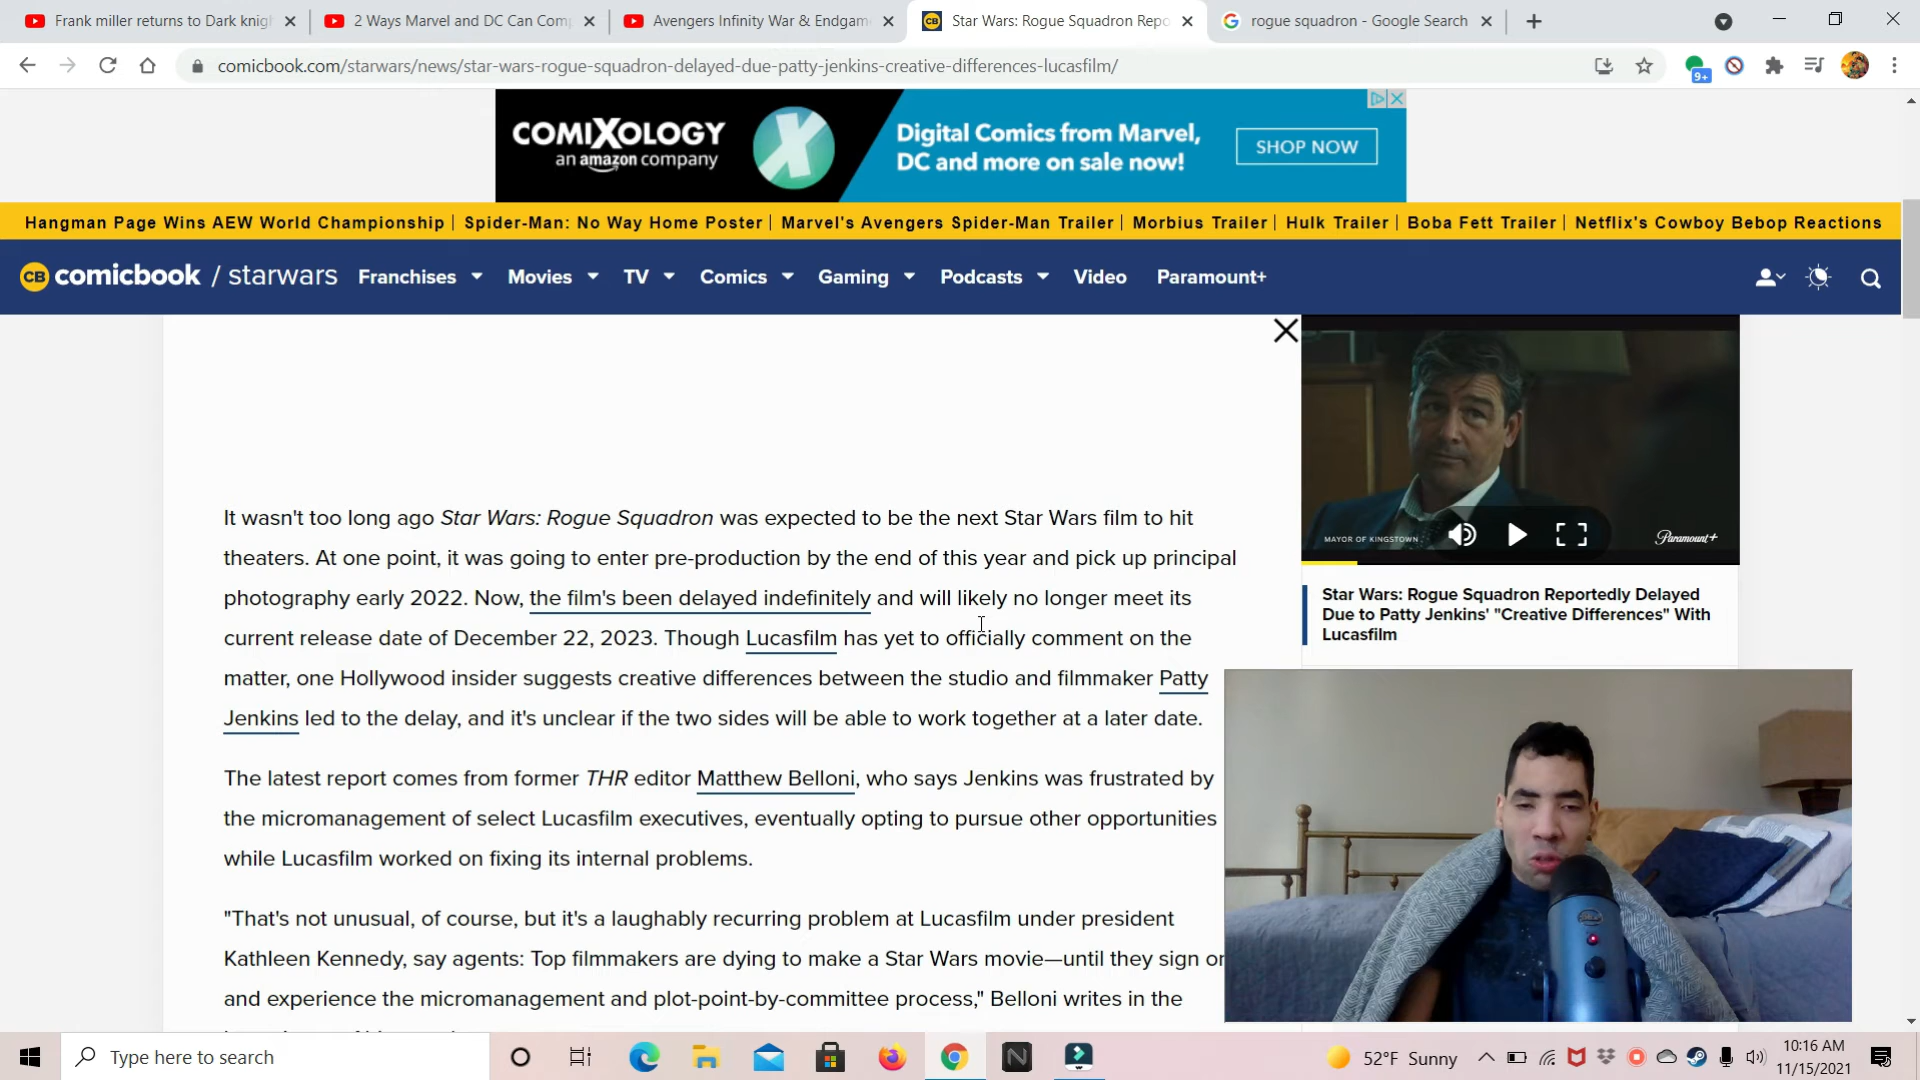 Frank miller returns to Dark knig
2 Ways Marvel and DC Can Com
Avengers Infinity War & Endgam
Star Wars: Rogue Squadron Repo
rogue squadron - Google Search
comicbook.com/starwars/news/star-wars-rogue-squadron-delayed-due-patty-jenkins-creative-differences-lucasfilm/
9+
COMIXOLOGY
an amazon company
Digital Comics from Marvel,
DC and more on sale now!
SHOP NOW
Hangman Page Wins AEW World Championship | Spider-Man: No Way Home Poster | Marvel's Avengers Spider-Man Trailer | Morbius Trailer | Hulk Trailer | Boba Fett Trailer | Netflix's Cowboy Bebop Reactions
CB comicbook / starwars Franchises Movies TV Comics Gaming Podcasts Video Paramount+
MAYOR OF KINGSTOWN
Paramount+
Star Wars: Rogue Squadron Reportedly Delayed
Due to Patty Jenkins' "Creative Differences" With
Lucasfilm
It wasn't too long ago Star Wars: Rogue Squadron was expected to be the next Star Wars film to hit
theaters. At one point, it was going to enter pre-production by the end of this year and pick up principal
photography early 2022. Now, the film's been delayed indefinitely and will likely no longer meet its
current release date of December 22, 2023. Though Lucasfilm has yet to officially comment on the
matter, one Hollywood insider suggests creative differences between the studio and filmmaker Patty
Jenkins led to the delay, and it's unclear if the two sides will be able to work together at a later date.
The latest report comes from former THR editor Matthew Belloni, who says Jenkins was frustrated by
the micromanagement of select Lucasfilm executives, eventually opting to pursue other opportunities
while Lucasfilm worked on fixing its internal problems.
"That's not unusual, of course, but it's a laughably recurring problem at Lucasfilm under president
Kathleen Kennedy, say agents: Top filmmakers are dying to make a Star Wars movie—until they sign on
and experience the micromanagement and plot-point-by-committee process," Belloni writes in the
Type here to search
52°F Sunny
10:16 AM
11/15/2021